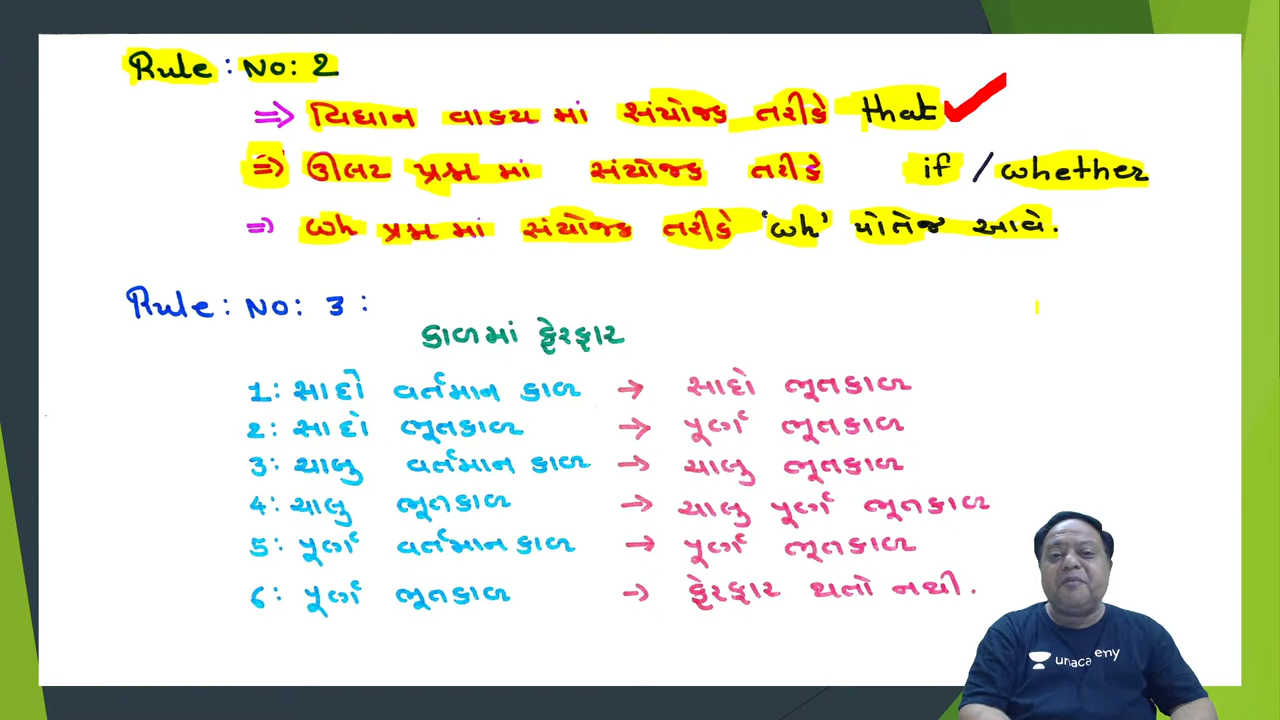 Rule: No: 2
⇒ વિધાન વાક્ય માં સંયોજક તરીકે that
⇒ ઊલટ પ્રશ્ન માં સંયોજક તરીકે if / whether
⇒ Wh પ્રશ્ન માં સંયોજક તરીકે 'Wh' પોતેજ આવે.
Rule: No: 3:
કાળમાં ફેરફાર
1: સાદો વર્તમાન કાળ → સાદો ભૂતકાળ
2: સાદો ભૂતકાળ → પૂર્ણ ભૂતકાળ
3: ચાલુ વર્તમાન કાળ → ચાલુ ભૂતકાળ
4: ચાલુ ભૂતકાળ → ચાલુ પૂર્ણ ભૂતકાળ
5: પૂર્ણ વર્તમાન કાળ → પૂર્ણ ભૂતકાળ
6: પૂર્ણ ભૂતકાળ → ફેરફાર થતો નથી.
unacademy